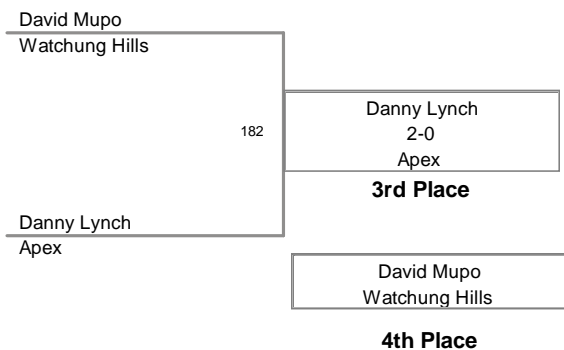 David Mupo
Watchung Hills
182
Danny Lynch
2-0
Apex
3rd Place
Danny Lynch
Apex
David Mupo
Watchung Hills
4th Place